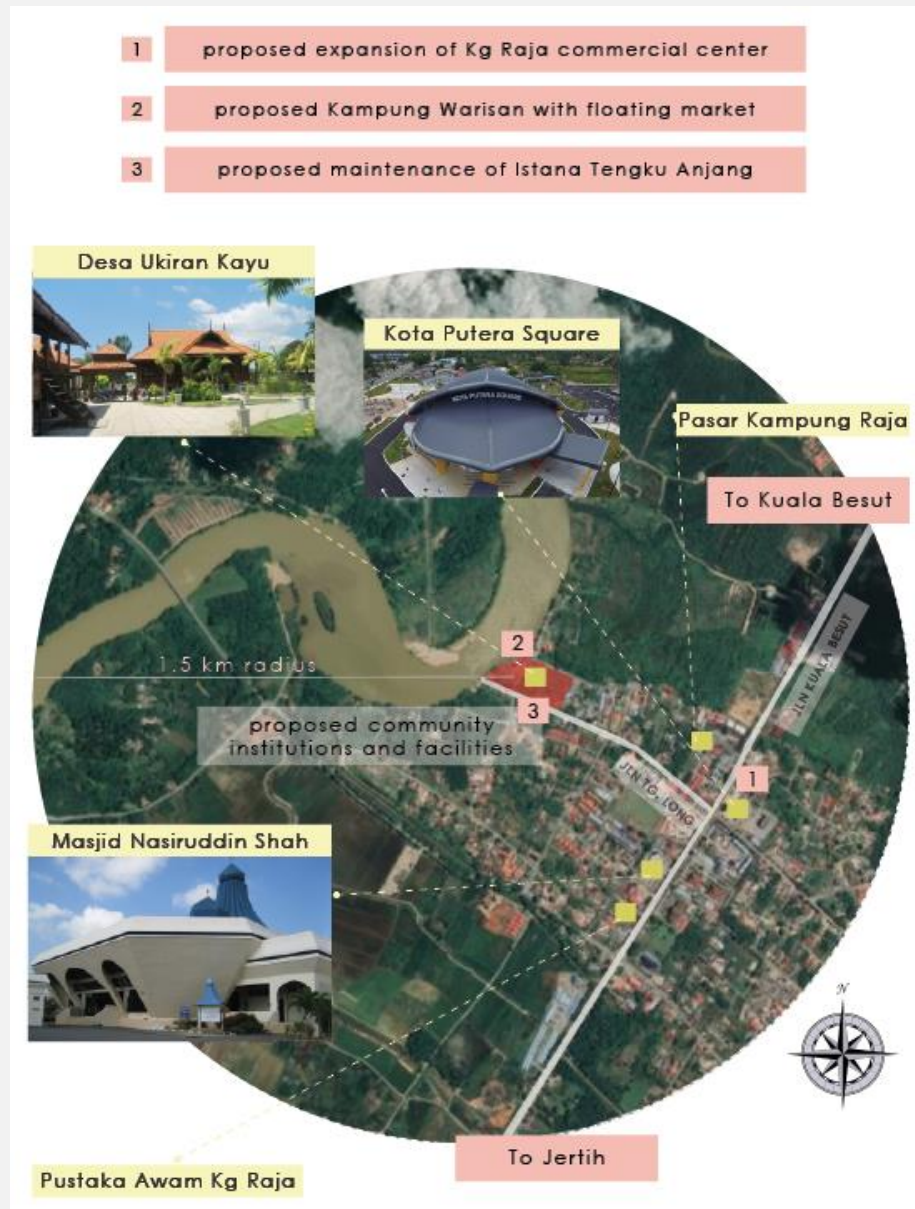 1
proposed expansion of Kg Raja commercial center
2
proposed Kampung Warisan with floating market
3
proposed maintenance of Istana Tengku Anjang
Desa Ukiran Kayu
Kota Putera Square
KOTA PUTERA SQUARE
Pasar Kampung Raja
To Kuala Besut
JLN KUALA BESUT
2
1.5 km radius
3
proposed community
institutions and facilities
1
JLN TG. LONG
Masjid Nasiruddin Shah
N
To Jertih
Pustaka Awam Kg Raja